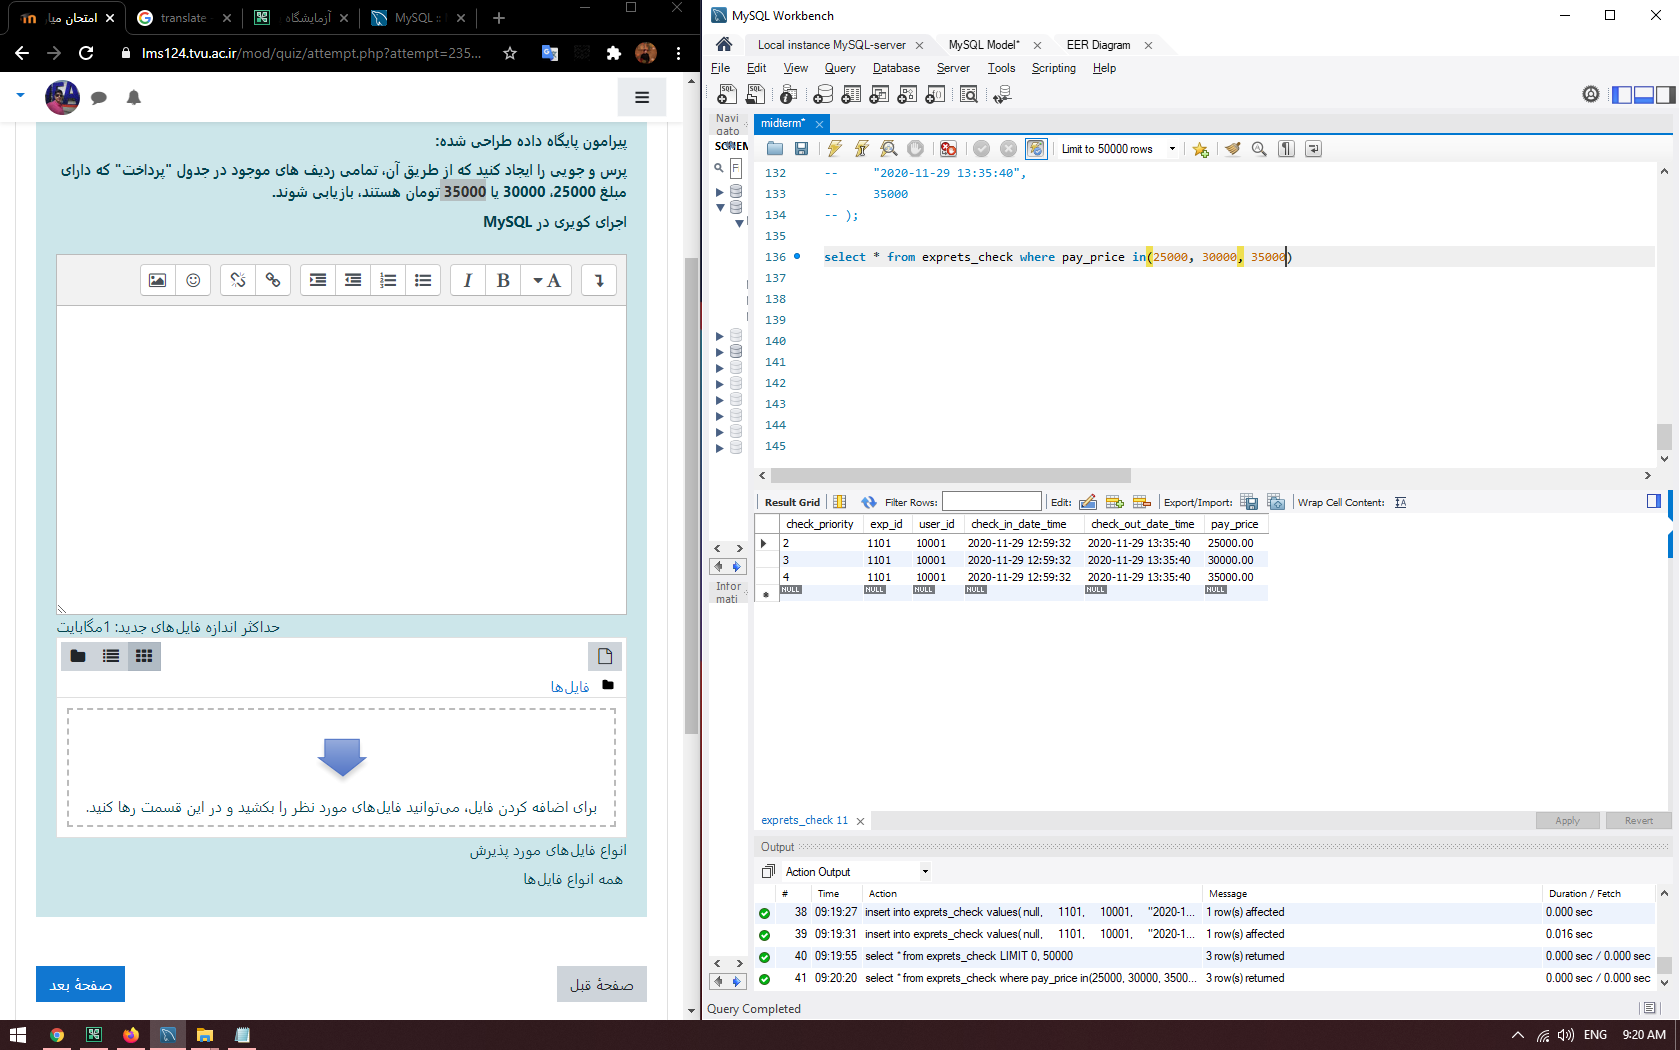 امتحان میا
translate
آزمایشگاه
MySQL ::
lms124.tvu.ac.ir/mod/quiz/attempt.php?attempt=235...
پیرامون پایگاه داده طراحی شده:
پرس و جویی را ایجاد کنید که از طریق آن، تمامی ردیف های موجود در جدول "پرداخت" که دارای
مبلغ 25000، 30000 یا 35000 تومان هستند، بازیابی شوند.
اجرای کویری در MySQL
I B A
حداکثر اندازه فایل‌های جدید: 1مگابایت
فایل‌ها
برای اضافه کردن فایل، می‌توانید فایل‌های مورد نظر را بکشید و در این قسمت رها کنید.
انواع فایل‌های مورد پذیرش
همه انواع فایل‌ها
صفحهٔ بعد
صفحهٔ قبل
MySQL Workbench
Local instance MySQL-server
MySQL Model*
EER Diagram
File Edit View Query Database Server Tools Scripting Help
Navi
gato
SCHEM
F
midterm*
Limit to 50000 rows
132 -- "2020-11-29 13:35:40",
133 -- 35000
134 -- );
135
136 select * from exprets_check where pay_price in(25000, 30000, 35000)
137
138
139
140
141
142
143
144
145
Result Grid Filter Rows: Edit: Export/Import: Wrap Cell Content:
check_priority exp_id user_id check_in_date_time check_out_date_time pay_price
2 1101 10001 2020-11-29 12:59:32 2020-11-29 13:35:40 25000.00
3 1101 10001 2020-11-29 12:59:32 2020-11-29 13:35:40 30000.00
4 1101 10001 2020-11-29 12:59:32 2020-11-29 13:35:40 35000.00
NULL NULL NULL NULL NULL NULL
Infor
mati
exprets_check 11
Apply Revert
Output
Action Output
# Time Action Message Duration / Fetch
38 09:19:27 insert into exprets_check values( null, 1101, 10001, "2020-1... 1 row(s) affected 0.000 sec
39 09:19:31 insert into exprets_check values( null, 1101, 10001, "2020-1... 1 row(s) affected 0.016 sec
40 09:19:55 select * from exprets_check LIMIT 0, 50000 3 row(s) returned 0.000 sec / 0.000 sec
41 09:20:20 select * from exprets_check where pay_price in(25000, 30000, 3500... 3 row(s) returned 0.000 sec / 0.000 sec
Query Completed
ENG 9:20 AM